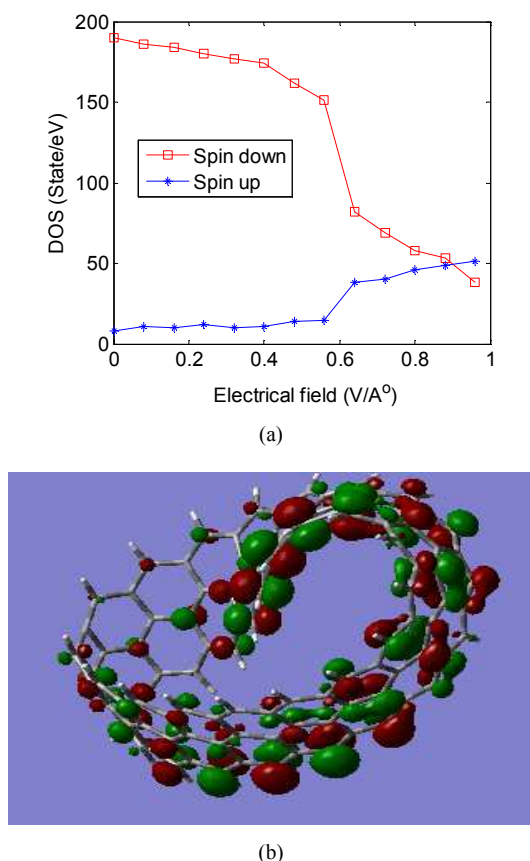 200
150
100
50
0
DOS (State/eV)
Spin down
Spin up
0 0.2 0.4 0.6 0.8 1
Electrical field (V/A°)
(a)
(b)